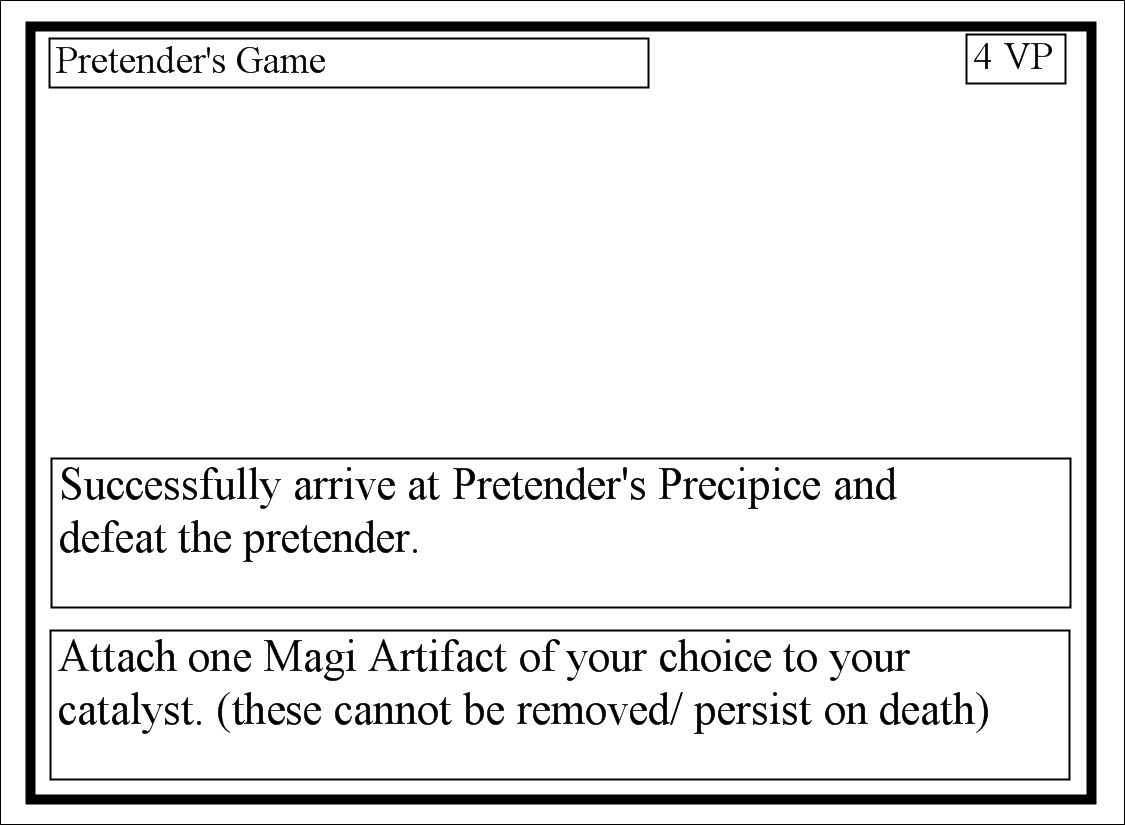 Pretender's Game
4 VP
Successfully arrive at Pretender's Precipice and
defeat the pretender.
Attach one Magi Artifact of your choice to your
catalyst. (these cannot be removed/ persist on death)